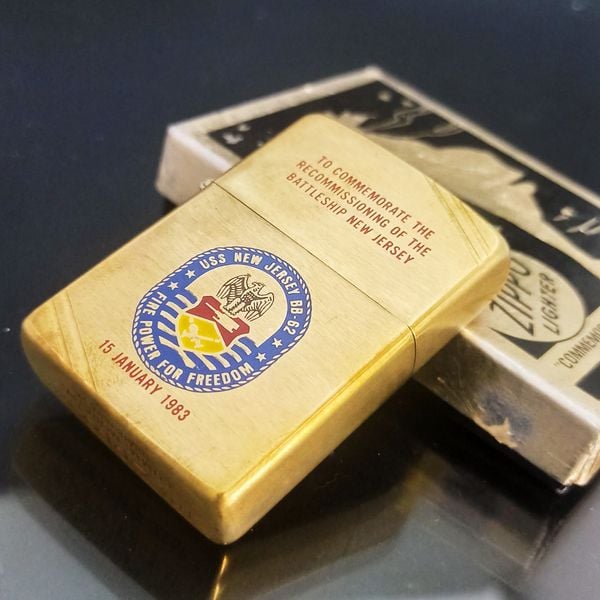 TO COMMEMORATE THE
RECOMMISSIONING OF THE
BATTLESHIP NEW JERSEY
USS NEW JERSEY BB-62
FIRE POWER FOR FREEDOM
15 JANUARY 1983
ZIPPO
LIGHTER